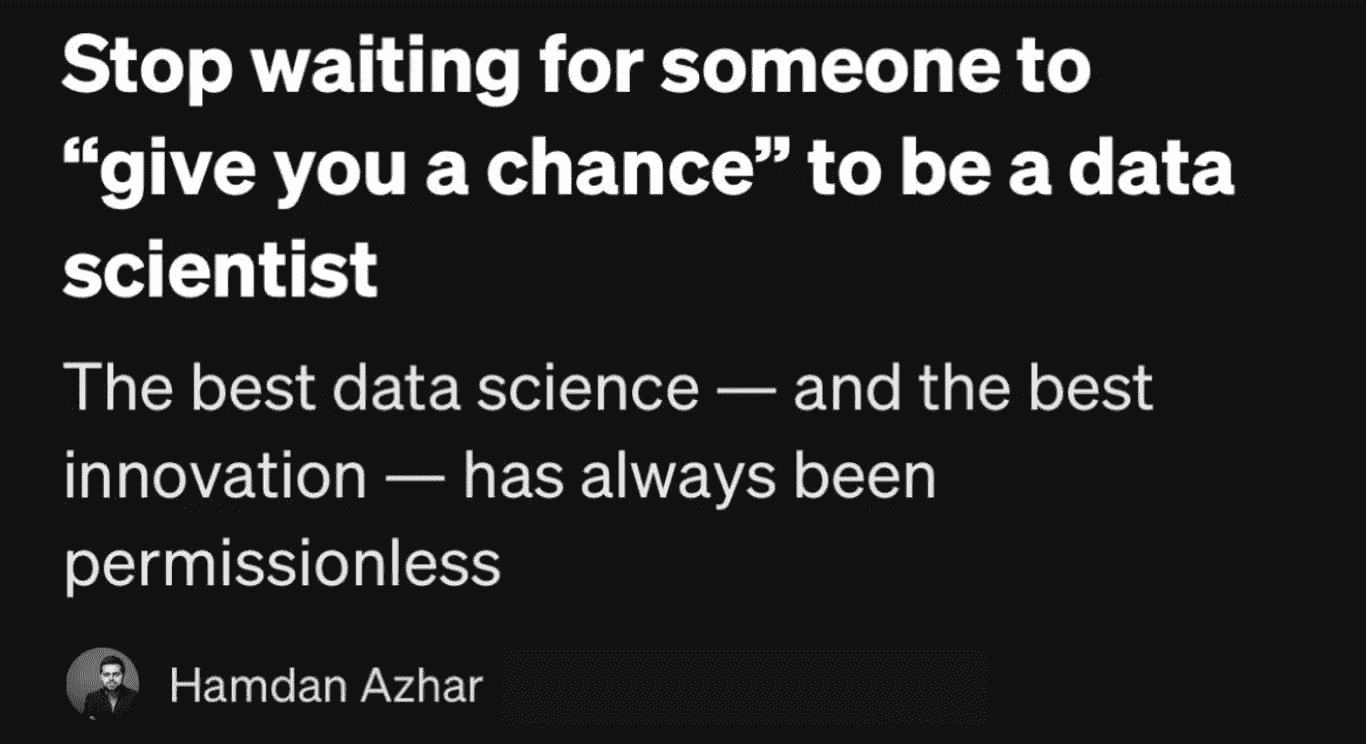 Stop waiting for someone to
“give you a chance” to be a data
scientist
The best data science — and the best
innovation — has always been
permissionless
Hamdan Azhar